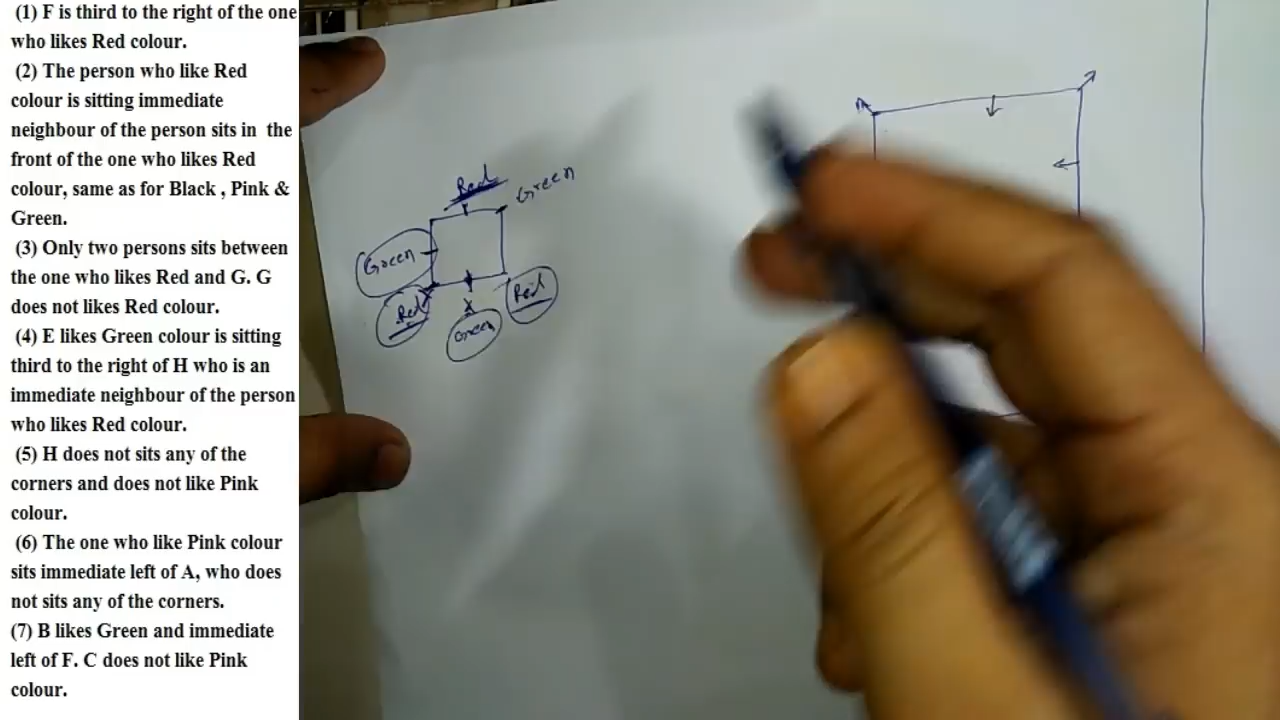 (1) F is third to the right of the one
who likes Red colour.
(2) The person who like Red
colour is sitting immediate
neighbour of the person sits in the
front of the one who likes Red
colour, same as for Black , Pink &
Green.
(3) Only two persons sits between
the one who likes Red and G. G
does not likes Red colour.
(4) E likes Green colour is sitting
third to the right of H who is an
immediate neighbour of the person
who likes Red colour.
(5) H does not sits any of the
corners and does not like Pink
colour.
(6) The one who like Pink colour
sits immediate left of A, who does
not sits any of the corners.
(7) B likes Green and immediate
left of F. C does not like Pink
colour.
Red
Green
Green
Red
Red
Green